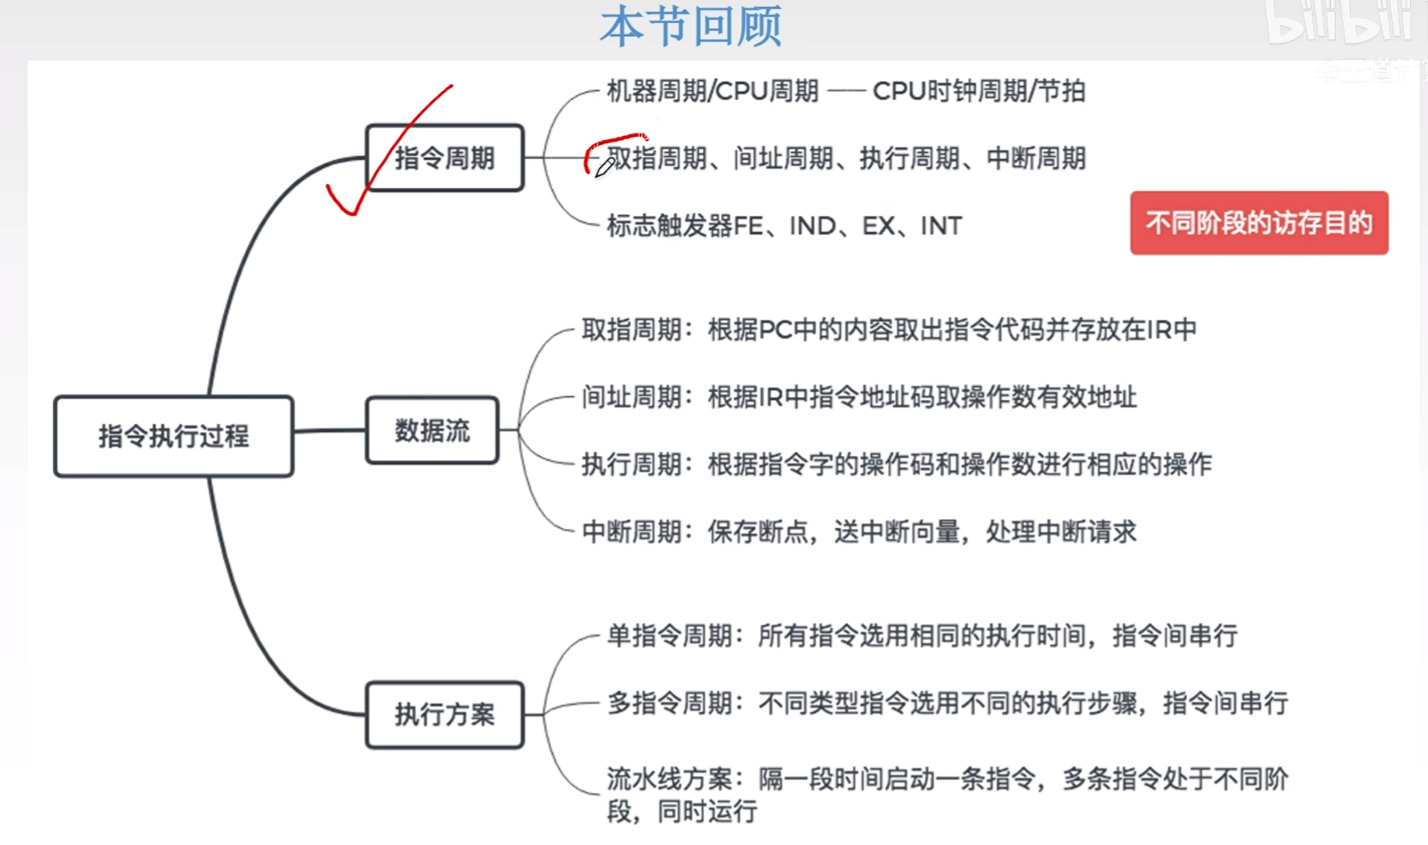 本节回顾
bilibili
机器周期/CPU周期 —— CPU时钟周期/节拍
指令周期
取指周期、间址周期、执行周期、中断周期
标志触发器FE、IND、EX、INT
不同阶段的访存目的
取指周期：根据PC中的内容取出指令代码并存放在IR中
间址周期：根据IR中指令地址码取操作数有效地址
指令执行过程
数据流
执行周期：根据指令字的操作码和操作数进行相应的操作
中断周期：保存断点，送中断向量，处理中断请求
单指令周期：所有指令选用相同的执行时间，指令间串行
执行方案
多指令周期：不同类型指令选用不同的执行步骤，指令间串行
流水线方案：隔一段时间启动一条指令，多条指令处于不同阶
段，同时运行